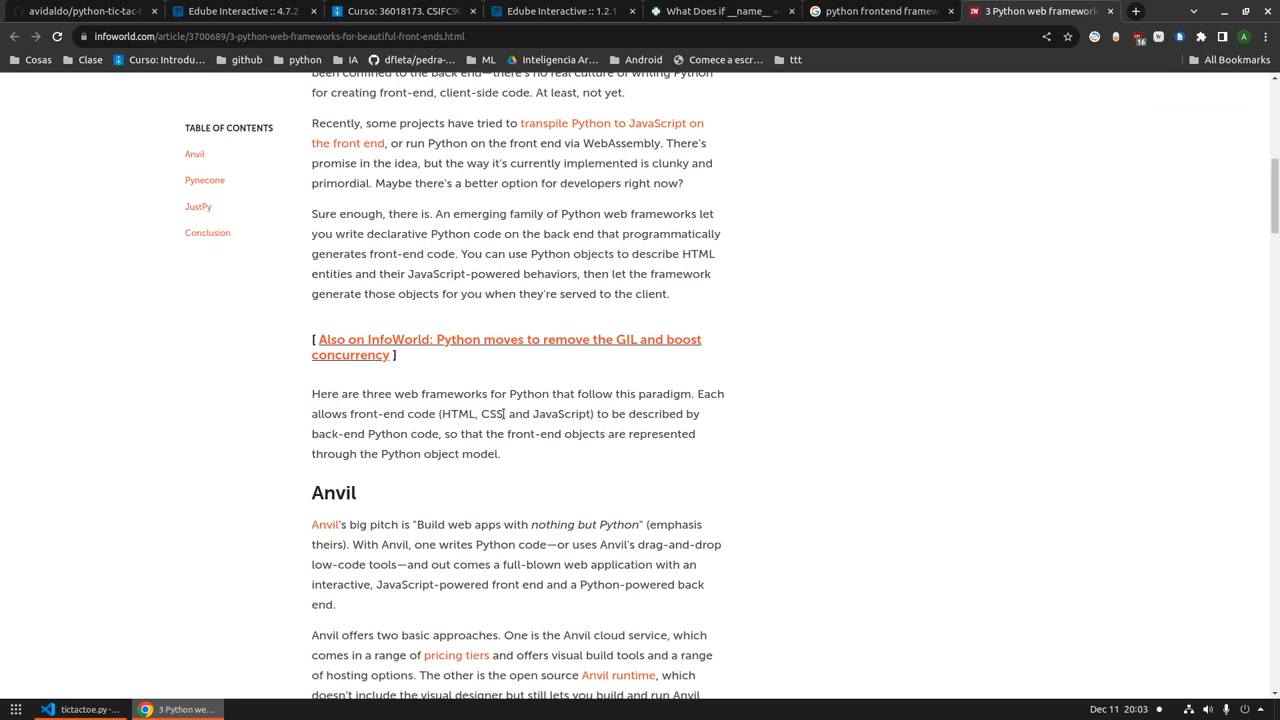 avidaldo/python-tic-tac-
Edube Interactive :: 4.7.2.
Curso: 36018173. CSIFC90
Edube Interactive :: 1.2.1.
What Does if __name__ =
python frontend framew
3 Python web framework
infoworld.com/article/3700689/3-python-web-frameworks-for-beautiful-front-ends.html
16
A
Cosas
Clase
Curso: Introdu...
github
python
IA
dfleta/pedra-...
ML
Inteligencia Ar...
Android
Comece a escre...
ttt
All Bookmarks
been confined to the back end—there's no real culture of writing Python
for creating front-end, client-side code. At least, not yet.
TABLE OF CONTENTS
Anvil
Pynecone
JustPy
Conclusion
Recently, some projects have tried to transpile Python to JavaScript on
the front end, or run Python on the front end via WebAssembly. There's
promise in the idea, but the way it's currently implemented is clunky and
primordial. Maybe there's a better option for developers right now?
Sure enough, there is. An emerging family of Python web frameworks let
you write declarative Python code on the back end that programmatically
generates front-end code. You can use Python objects to describe HTML
entities and their JavaScript-powered behaviors, then let the framework
generate those objects for you when they're served to the client.
[ Also on InfoWorld: Python moves to remove the GIL and boost
concurrency ]
Here are three web frameworks for Python that follow this paradigm. Each
allows front-end code (HTML, CSS, and JavaScript) to be described by
back-end Python code, so that the front-end objects are represented
through the Python object model.
Anvil
Anvil's big pitch is "Build web apps with nothing but Python" (emphasis
theirs). With Anvil, one writes Python code—or uses Anvil's drag-and-drop
low-code tools—and out comes a full-blown web application with an
interactive, JavaScript-powered front end and a Python-powered back
end.
Anvil offers two basic approaches. One is the Anvil cloud service, which
comes in a range of pricing tiers and offers visual build tools and a range
of hosting options. The other is the open source Anvil runtime, which
doesn't include the visual designer but still lets you build and run Anvil
tictactoe.py -...
3 Python we...
Dec 11
20:03